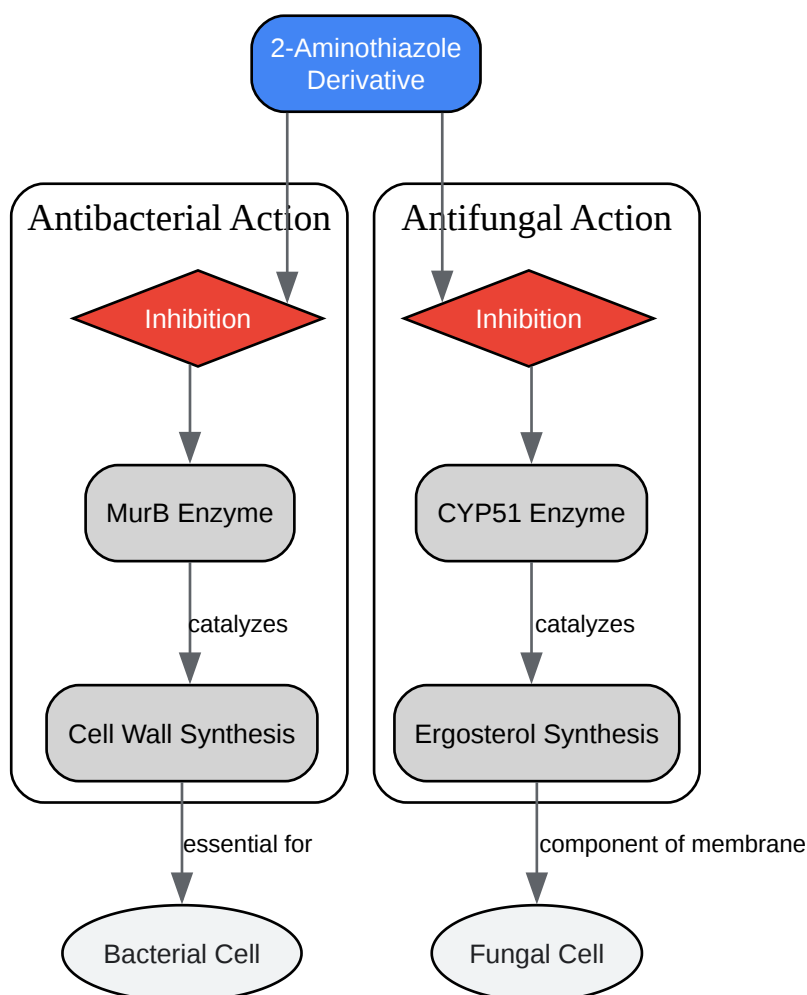 2-Aminothiazole
Derivative
Antibacterial Action
Antifungal Action
Inhibition
Inhibition
MurB Enzyme
CYP51 Enzyme
catalyzes
catalyzes
Cell Wall Synthesis
Ergosterol Synthesis
essential for
component of membrane
Bacterial Cell
Fungal Cell